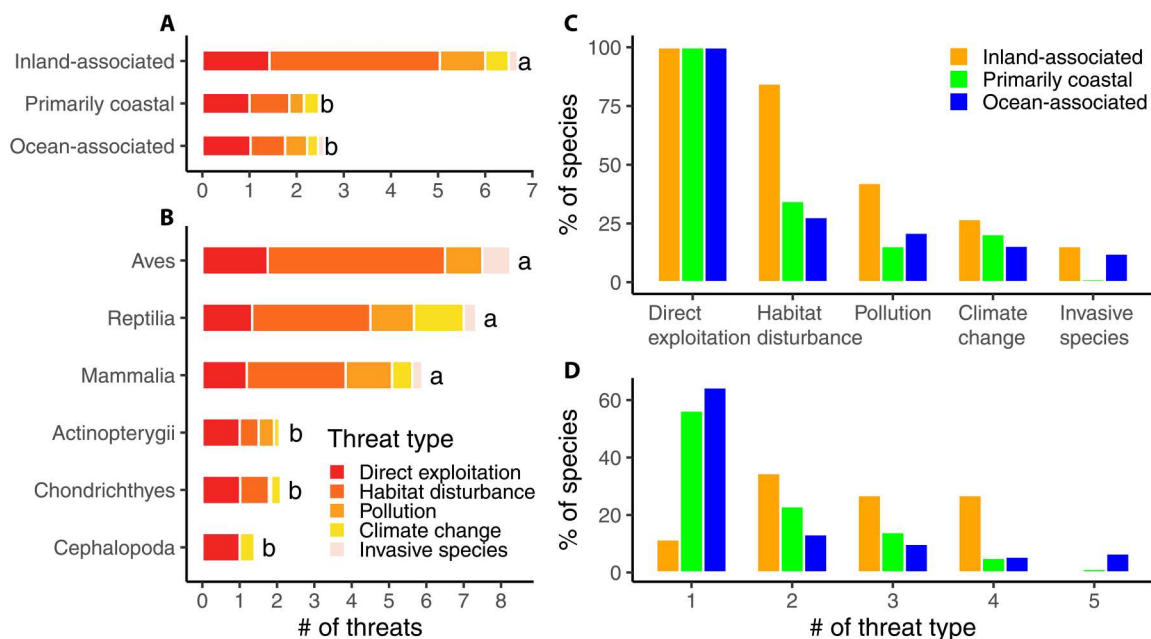 A
Inland-associated
a
Primarily coastal
b
Ocean-associated
b
0 1 2 3 4 5 6 7
B
Aves
a
Reptilia
a
Mammalia
a
Actinopterygii
b
Chondrichthyes
b
Cephalopoda
b
Threat type
Direct exploitation
Habitat disturbance
Pollution
Climate change
Invasive species
0 1 2 3 4 5 6 7 8
# of threats
C
% of species
100
75
50
25
0
Inland-associated
Primarily coastal
Ocean-associated
Direct Habitat Pollution Climate Invasive
exploitation disturbance change species
D
% of species
60
40
20
0
1 2 3 4 5
# of threat type